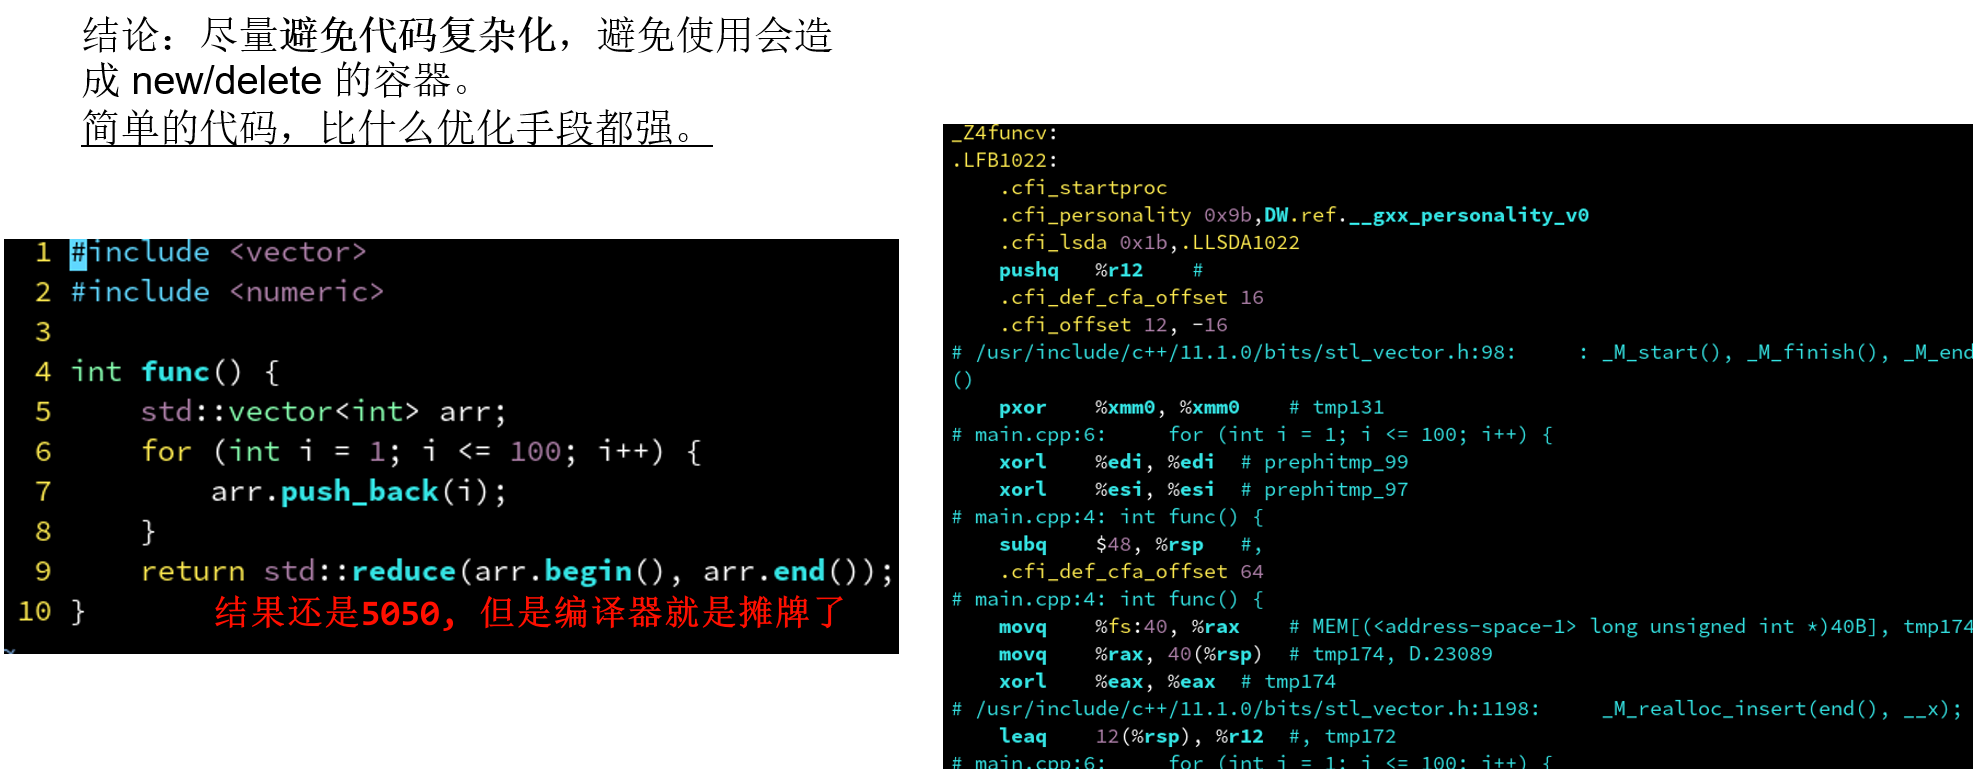 结论：尽量避免代码复杂化，避免使用会造
成 new/delete 的容器。
简单的代码，比什么优化手段都强。
1 #include <vector>
2 #include <numeric>
3
4 int func() {
5     std::vector<int> arr;
6     for (int i = 1; i <= 100; i++) {
7         arr.push_back(i);
8     }
9     return std::reduce(arr.begin(), arr.end());
10 }
结果还是5050, 但是编译器就是摊牌了
~
_Z4funcv:
.LFB1022:
    .cfi_startproc
    .cfi_personality 0x9b,DW.ref.__gxx_personality_v0
    .cfi_lsda 0x1b,.LLSDA1022
    pushq   %r12    #
    .cfi_def_cfa_offset 16
    .cfi_offset 12, -16
# /usr/include/c++/11.1.0/bits/stl_vector.h:98:     : _M_start(), _M_finish(), _M_end
()
    pxor    %xmm0, %xmm0    # tmp131
# main.cpp:6:     for (int i = 1; i <= 100; i++) {
    xorl    %edi, %edi  # prephitmp_99
    xorl    %esi, %esi  # prephitmp_97
# main.cpp:4: int func() {
    subq    $48, %rsp   #,
    .cfi_def_cfa_offset 64
# main.cpp:4: int func() {
    movq    %fs:40, %rax    # MEM[(<address-space-1> long unsigned int *)40B], tmp174
    movq    %rax, 40(%rsp)  # tmp174, D.23089
    xorl    %eax, %eax  # tmp174
# /usr/include/c++/11.1.0/bits/stl_vector.h:1198:     _M_realloc_insert(end(), __x);
    leaq    12(%rsp), %r12  #, tmp172
# main.cpp:6:     for (int i = 1; i <= 100; i++) {